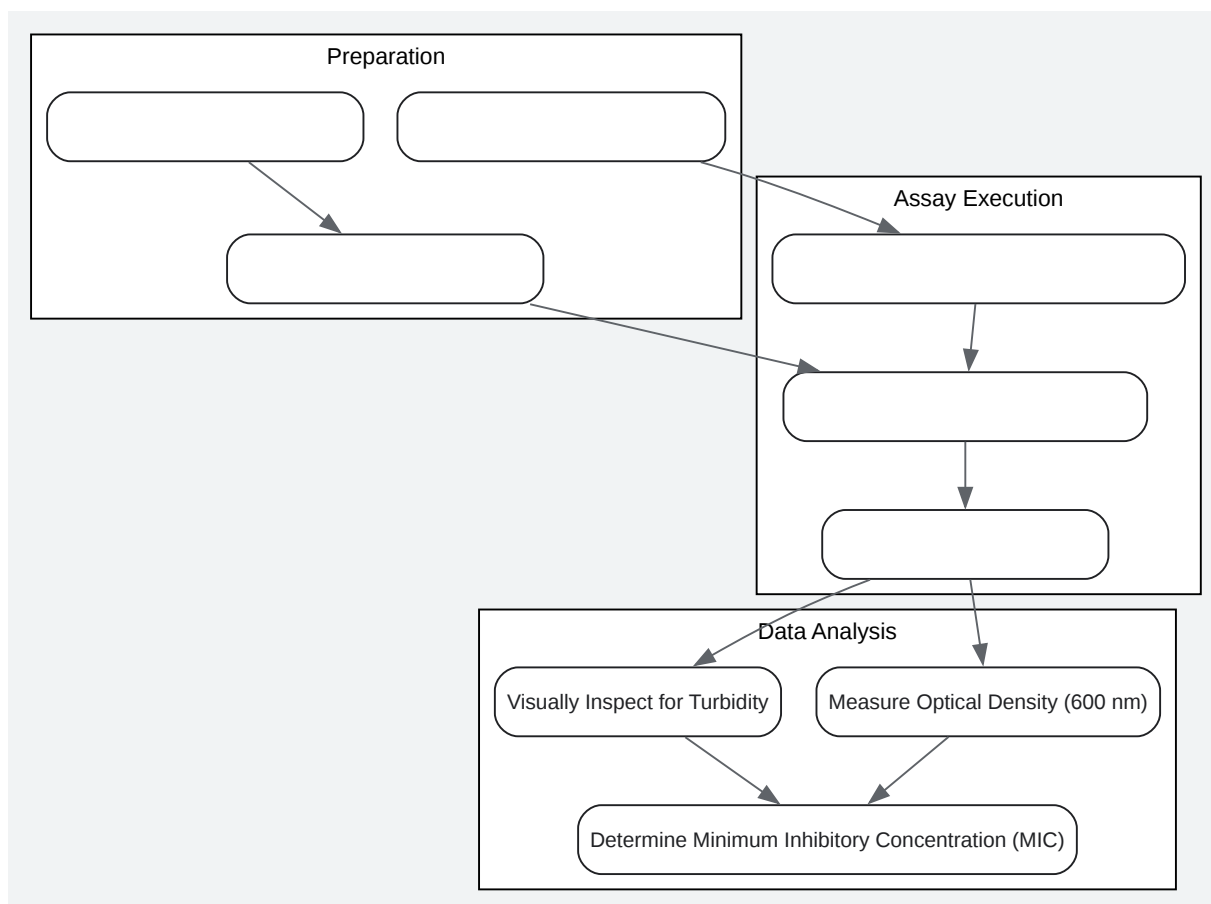 Preparation
Assay Execution
Data Analysis
Visually Inspect for Turbidity
Measure Optical Density (600 nm)
Determine Minimum Inhibitory Concentration (MIC)